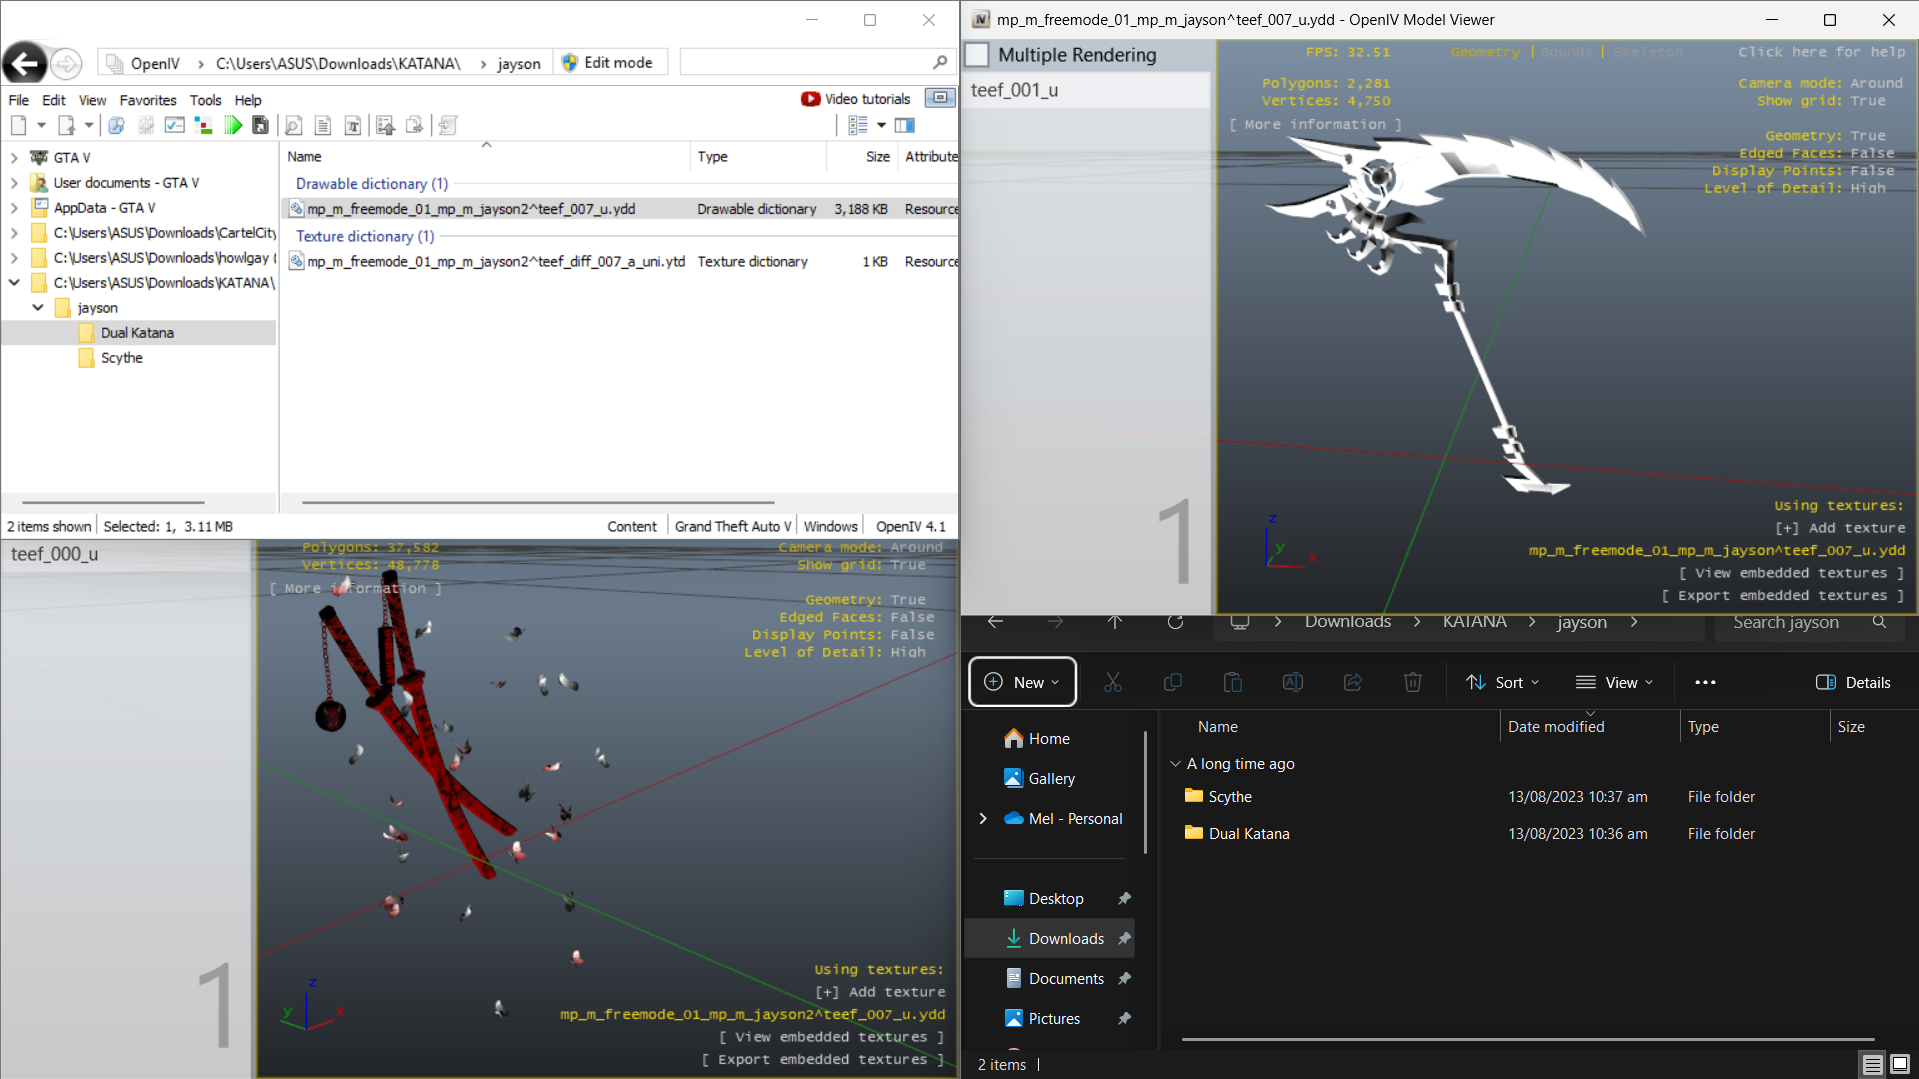 OpenIV
C:\Users\ASUS\Downloads\KATANA\
jayson
Edit mode
File Edit View Favorites Tools Help
Video tutorials
GTA V
User documents - GTA V
AppData - GTA V
C:\Users\ASUS\Downloads\CartelCity
C:\Users\ASUS\Downloads\howlgay (
C:\Users\ASUS\Downloads\KATANA\
jayson
Dual Katana
Scythe
Name Type Size Attribute
Drawable dictionary (1)
mp_m_freemode_01_mp_m_jayson2^teef_007_u.ydd Drawable dictionary 3,188 KB Resource
Texture dictionary (1)
mp_m_freemode_01_mp_m_jayson2^teef_diff_007_a_uni.ytd Texture dictionary 1 KB Resource
2 items shown Selected: 1, 3.11 MB Content Grand Theft Auto V Windows OpenIV 4.1
mp_m_freemode_01_mp_m_jayson^teef_007_u.ydd - OpenIV Model Viewer
Multiple Rendering
teef_001_u
1
FPS: 32.51
Geometry | Bounds | Skeleton
Click here for help
Polygons: 2,281
Vertices: 4,750
[ More information ]
Camera mode: Around
Show grid: True
Geometry: True
Edged Faces: False
Display Points: False
Level of Detail: High
z
y
x
Using textures:
[+] Add texture
mp_m_freemode_01_mp_m_jayson^teef_007_u.ydd
[ View embedded textures ]
[ Export embedded textures ]
teef_000_u
1
Polygons: 37,582
Vertices: 48,778
[ More information ]
Camera mode: Around
Show grid: True
Geometry: True
Edged Faces: False
Display Points: False
Level of Detail: High
z
y
x
Using textures:
[+] Add texture
mp_m_freemode_01_mp_m_jayson2^teef_007_u.ydd
[ View embedded textures ]
[ Export embedded textures ]
Downloads
KATANA
jayson
Search jayson
New Sort View Details
Home
Gallery
Mel - Personal
Desktop
Downloads
Documents
Pictures
Name Date modified Type Size
A long time ago
Scythe 13/08/2023 10:37 am File folder
Dual Katana 13/08/2023 10:36 am File folder
2 items